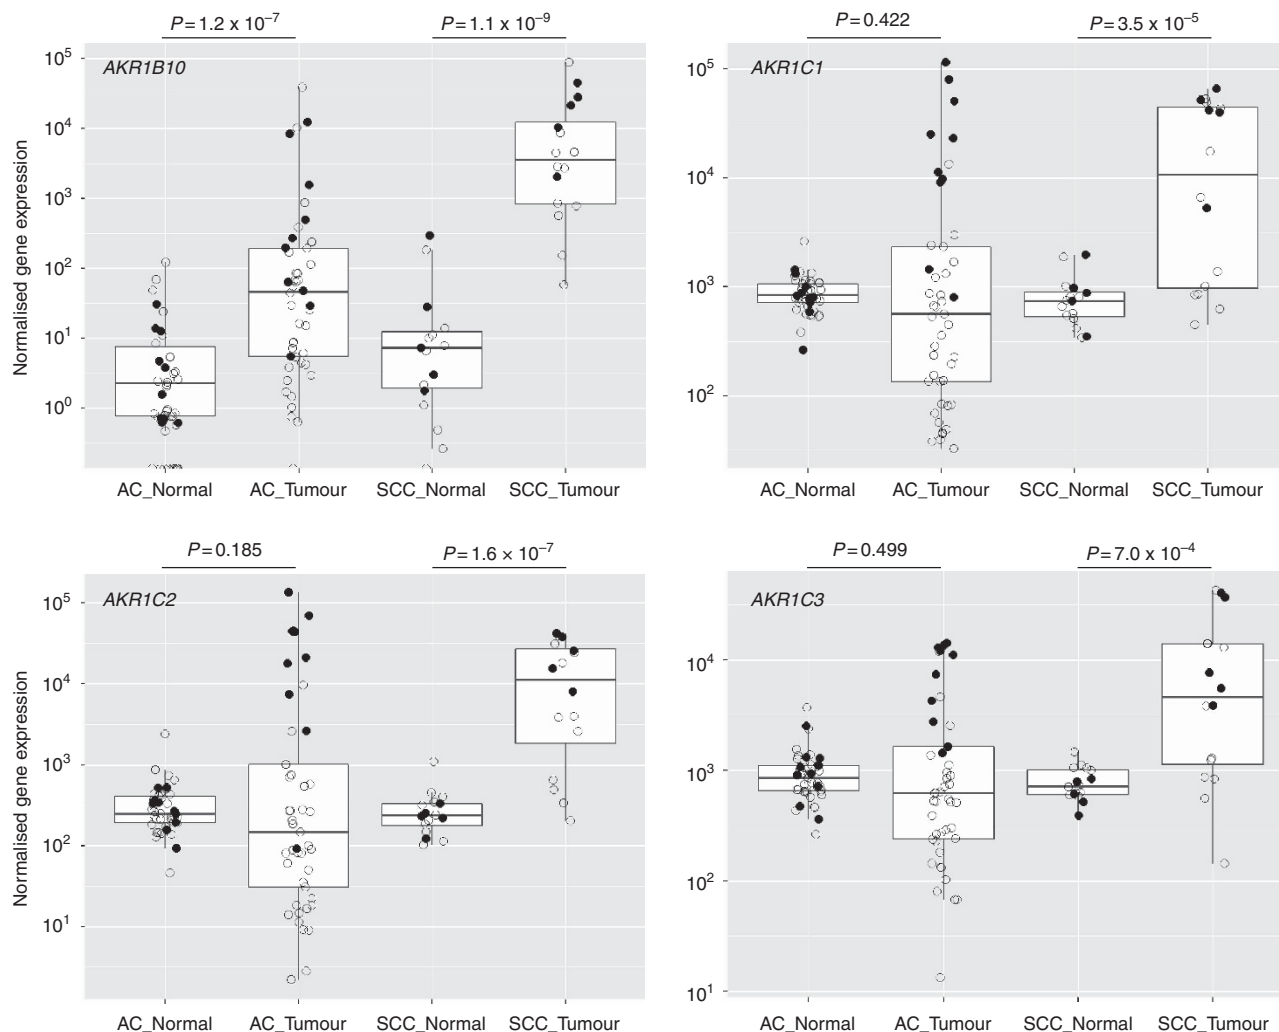 P = 1.2 x 10⁻⁷ P = 1.1 x 10⁻⁹
AKR1B10
Normalised gene expression
10⁵
10⁴
10³
10²
10¹
10⁰
AC_Normal AC_Tumour SCC_Normal SCC_Tumour
P = 0.422 P = 3.5 x 10⁻⁵
AKR1C1
10⁵
10⁴
10³
10²
AC_Normal AC_Tumour SCC_Normal SCC_Tumour
P = 0.185 P = 1.6 × 10⁻⁷
AKR1C2
Normalised gene expression
10⁵
10⁴
10³
10²
10¹
AC_Normal AC_Tumour SCC_Normal SCC_Tumour
P = 0.499 P = 7.0 x 10⁻⁴
AKR1C3
10⁴
10³
10²
10¹
AC_Normal AC_Tumour SCC_Normal SCC_Tumour